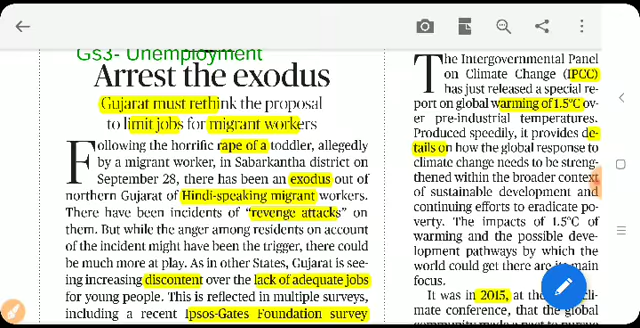 Gs3- Unemployment
Arrest the exodus
Gujarat must rethink the proposal
to limit jobs for migrant workers
Following the horrific rape of a toddler, allegedly
by a migrant worker, in Sabarkantha district on
September 28, there has been an exodus out of
northern Gujarat of Hindi-speaking migrant workers.
There have been incidents of “revenge attacks” on
them. But while the anger among residents on account
of the incident might have been the trigger, there could
be much more at play. As in other States, Gujarat is see-
ing increasing discontent over the lack of adequate jobs
for young people. This is reflected in multiple surveys,
including a recent Ipsos-Gates Foundation survey
The Intergovernmental Panel
on Climate Change (IPCC)
has just released a special re-
port on global warming of 1.5°C ov-
er pre-industrial temperatures.
Produced speedily, it provides de-
tails on how the global response to
climate change needs to be streng-
thened within the broader context
of sustainable development and
continuing efforts to eradicate po-
verty. The impacts of 1.5°C of
warming and the possible deve-
lopment pathways by which the
world could get there are its main
focus.
It was in 2015, at the cli-
mate conference, that the global